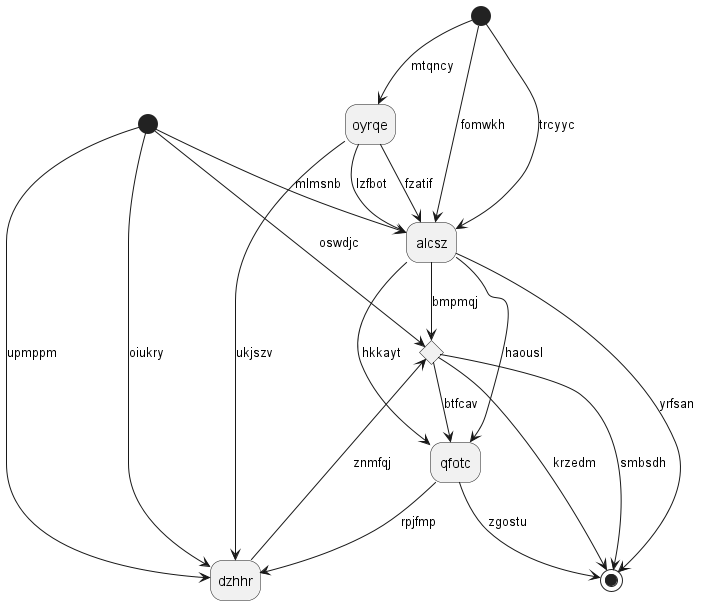 mtqncy
oyrqe
fomwkh
trcyyc
mlmsnb
lzfbot
fzatif
oswdjc
alcsz
bmpmqj
upmppm
oiukry
ukjszv
hkkayt
haousl
btfcav
yrfsan
znmfqj
qfotc
krzedm
smbsdh
rpjfmp
zgostu
dzhhr